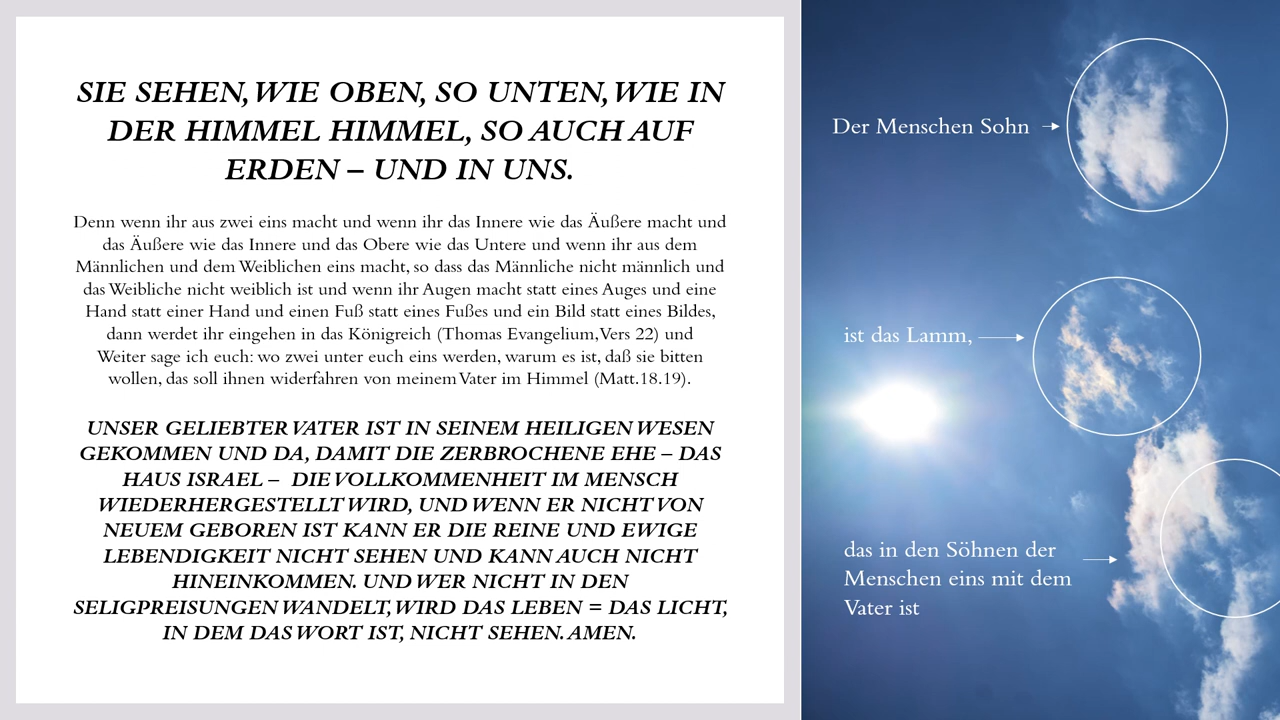 SIE SEHEN, WIE OBEN, SO UNTEN, WIE IN
DER HIMMEL HIMMEL, SO AUCH AUF
ERDEN – UND IN UNS.
Denn wenn ihr aus zwei eins macht und wenn ihr das Innere wie das Äußere macht und
das Äußere wie das Innere und das Obere wie das Untere und wenn ihr aus dem
Männlichen und dem Weiblichen eins macht, so dass das Männliche nicht männlich und
das Weibliche nicht weiblich ist und wenn ihr Augen macht statt eines Auges und eine
Hand statt einer Hand und einen Fuß statt eines Fußes und ein Bild statt eines Bildes,
dann werdet ihr eingehen in das Königreich (Thomas Evangelium, Vers 22) und
Weiter sage ich euch: wo zwei unter euch eins werden, warum es ist, daß sie bitten
wollen, das soll ihnen widerfahren von meinem Vater im Himmel (Matt.18.19).
UNSER GELIEBTER VATER IST IN SEINEM HEILIGEN WESEN
GEKOMMEN UND DA, DAMIT DIE ZERBROCHENE EHE – DAS
HAUS ISRAEL – DIE VOLLKOMMENHEIT IM MENSCH
WIEDERHERGESTELLT WIRD, UND WENN ER NICHT VON
NEUEM GEBOREN IST KANN ER DIE REINE UND EWIGE
LEBENDIGKEIT NICHT SEHEN UND KANN AUCH NICHT
HINEINKOMMEN. UND WER NICHT IN DEN
SELIGPREISUNGEN WANDELT, WIRD DAS LEBEN = DAS LICHT,
IN DEM DAS WORT IST, NICHT SEHEN. AMEN.
Der Menschen Sohn
ist das Lamm,
das in den Söhnen der
Menschen eins mit dem
Vater ist